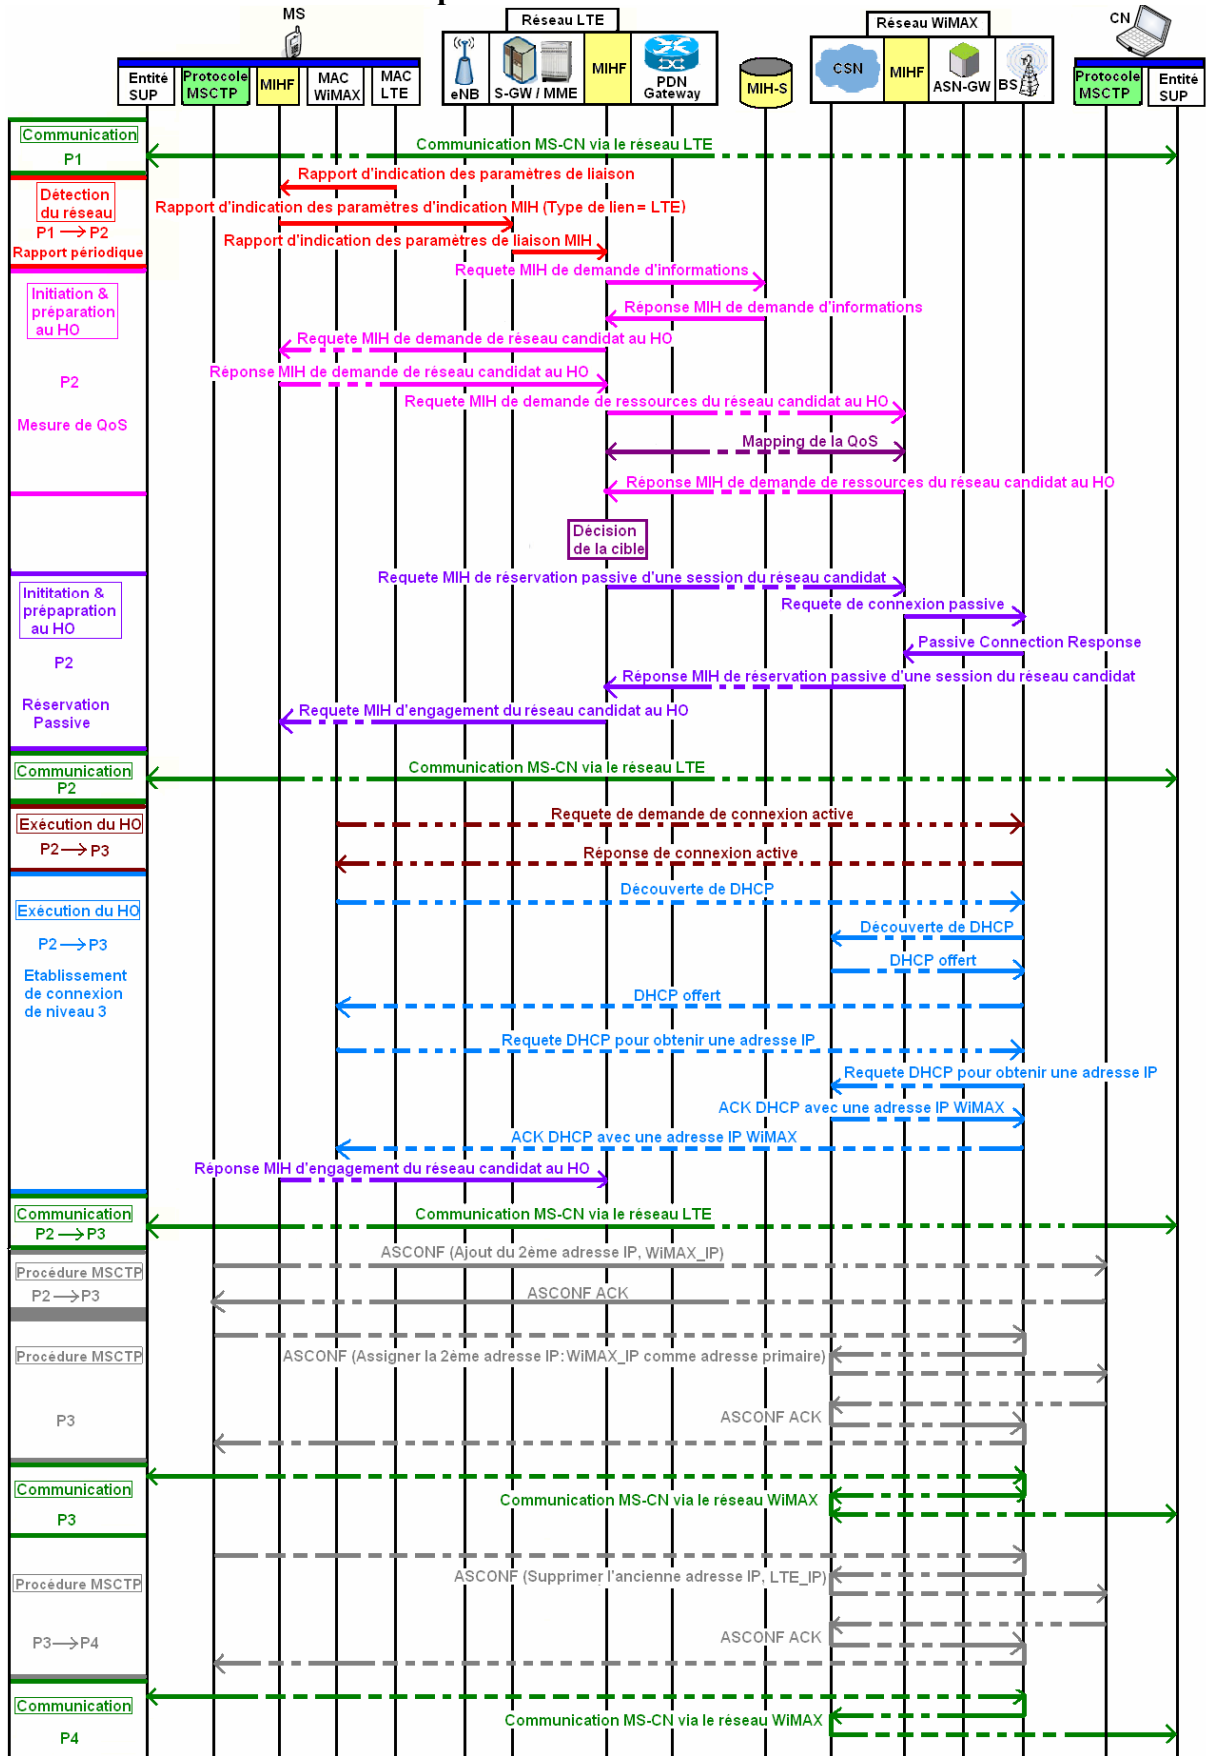 MS
CN
Réseau LTE
Réseau WiMAX
Entité
SUP
Protocole
MSCTP
MIHF
MAC
WiMAX
MAC
LTE
eNB
S-GW / MME
MIHF
PDN
Gateway
MIH-S
CSN
MIHF
ASN-GW
BS
Protocole
MSCTP
Entité
SUP
Communication
P1
Communication MS-CN via le réseau LTE
Détection
du réseau
P1 → P2
Rapport périodique
Rapport d'indication des paramètres de liaison
Rapport d'indication des paramètres d'indication MIH (Type de lien = LTE)
Rapport d'indication des paramètres de liaison MIH
Initiation &
préparation
au HO
P2
Mesure de QoS
Requete MIH de demande d'informations
Réponse MIH de demande d'informations
Requete MIH de demande de réseau candidat au HO
Réponse MIH de demande de réseau candidat au HO
Requete MIH de demande de ressources du réseau candidat au HO
Mapping de la QoS
Réponse MIH de demande de ressources du réseau candidat au HO
Décision
de la cible
Inititation &
prépapration
au HO
P2
Réservation
Passive
Requete MIH de réservation passive d'une session du réseau candidat
Requete de connexion passive
Passive Connection Response
Réponse MIH de réservation passive d'une session du réseau candidat
Requete MIH d'engagement du réseau candidat au HO
Communication
P2
Communication MS-CN via le réseau LTE
Exécution du HO
P2 → P3
Requete de demande de connexion active
Réponse de connexion active
Exécution du HO
P2 → P3
Etablissement
de connexion
de niveau 3
Découverte de DHCP
Découverte de DHCP
DHCP offert
DHCP offert
Requete DHCP pour obtenir une adresse IP
Requete DHCP pour obtenir une adresse IP
ACK DHCP avec une adresse IP WiMAX
ACK DHCP avec une adresse IP WiMAX
Réponse MIH d'engagement du réseau candidat au HO
Communication
P2 → P3
Communication MS-CN via le réseau LTE
Procédure MSCTP
P2 → P3
ASCONF (Ajout du 2ème adresse IP, WiMAX_IP)
ASCONF ACK
Procédure MSCTP
P3
ASCONF (Assigner la 2ème adresse IP:WiMAX_IP comme adresse primaire)
ASCONF ACK
Communication
P3
Communication MS-CN via le réseau WiMAX
Procédure MSCTP
P3 → P4
ASCONF (Supprimer l'ancienne adresse IP, LTE_IP)
ASCONF ACK
Communication
P4
Communication MS-CN via le réseau WiMAX